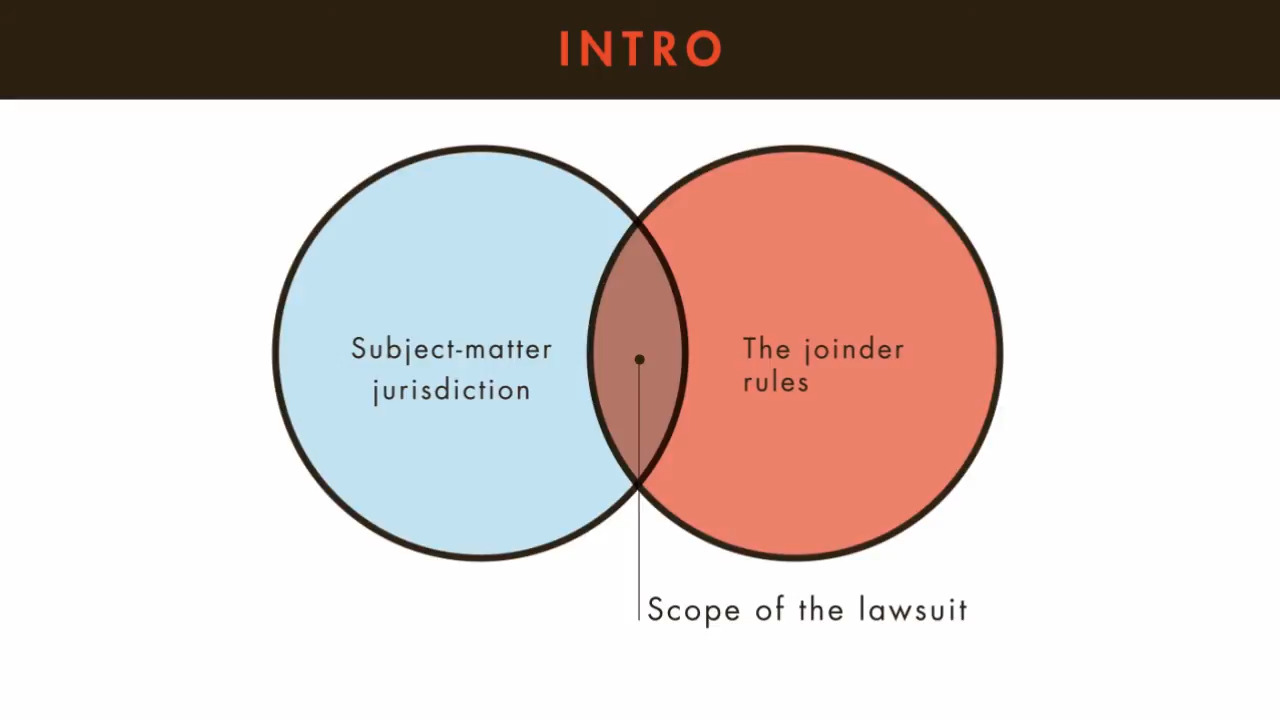 INTRO
Subject-matter
jurisdiction
The joinder
rules
Scope of the lawsuit